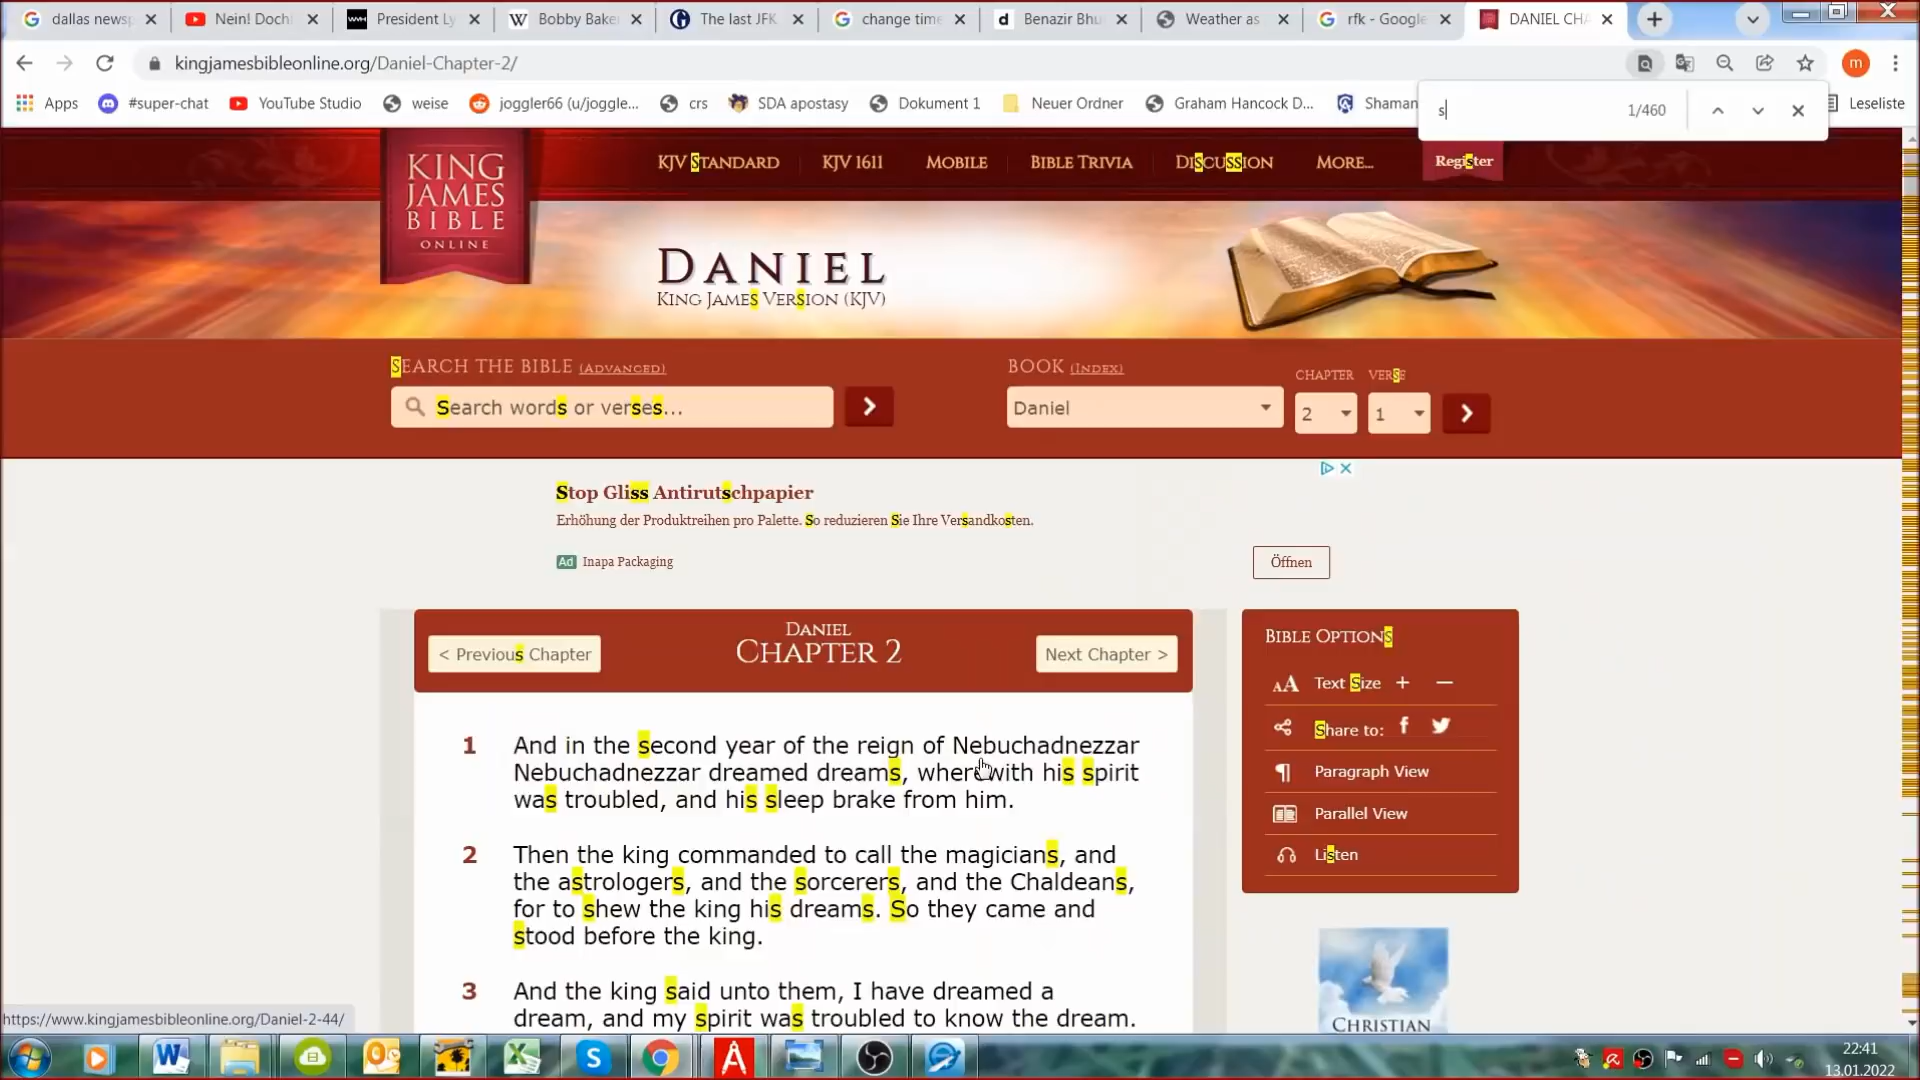 dallas newsp
Nein! Doch!
President Ly
Bobby Bake
The last JFK
change time
Benazir Bhu
Weather as
rfk - Google
DANIEL CHA
kingjamesbibleonline.org/Daniel-Chapter-2/
m
Apps
#super-chat
YouTube Studio
weise
joggler66 (u/joggle...
crs
SDA apostasy
Dokument 1
Neuer Ordner
Graham Hancock D...
Shaman
s
1/460
Leseliste
KING
JAMES
BIBLE
ONLINE
KJV STANDARD
KJV 1611
MOBILE
BIBLE TRIVIA
DISCUSSION
MORE...
Register
DANIEL
KING JAMES VERSION (KJV)
SEARCH THE BIBLE (ADVANCED)
Search words or verses...
BOOK (INDEX)
Daniel
CHAPTER
2
VERSE
1
Stop Gliss Antirutschpapier
Erhöhung der Produktreihen pro Palette. So reduzieren Sie Ihre Versandkosten.
Ad Inapa Packaging
Öffnen
< Previous Chapter
DANIEL
CHAPTER 2
Next Chapter >
1 And in the second year of the reign of Nebuchadnezzar
Nebuchadnezzar dreamed dreams, wherewith his spirit
was troubled, and his sleep brake from him.
2 Then the king commanded to call the magicians, and
the astrologers, and the sorcerers, and the Chaldeans,
for to shew the king his dreams. So they came and
stood before the king.
3 And the king said unto them, I have dreamed a
dream, and my spirit was troubled to know the dream.
BIBLE OPTIONS
AA Text Size + −
Share to:
Paragraph View
Parallel View
Listen
CHRISTIAN
https://www.kingjamesbibleonline.org/Daniel-2-44/
22:41
13.01.2022